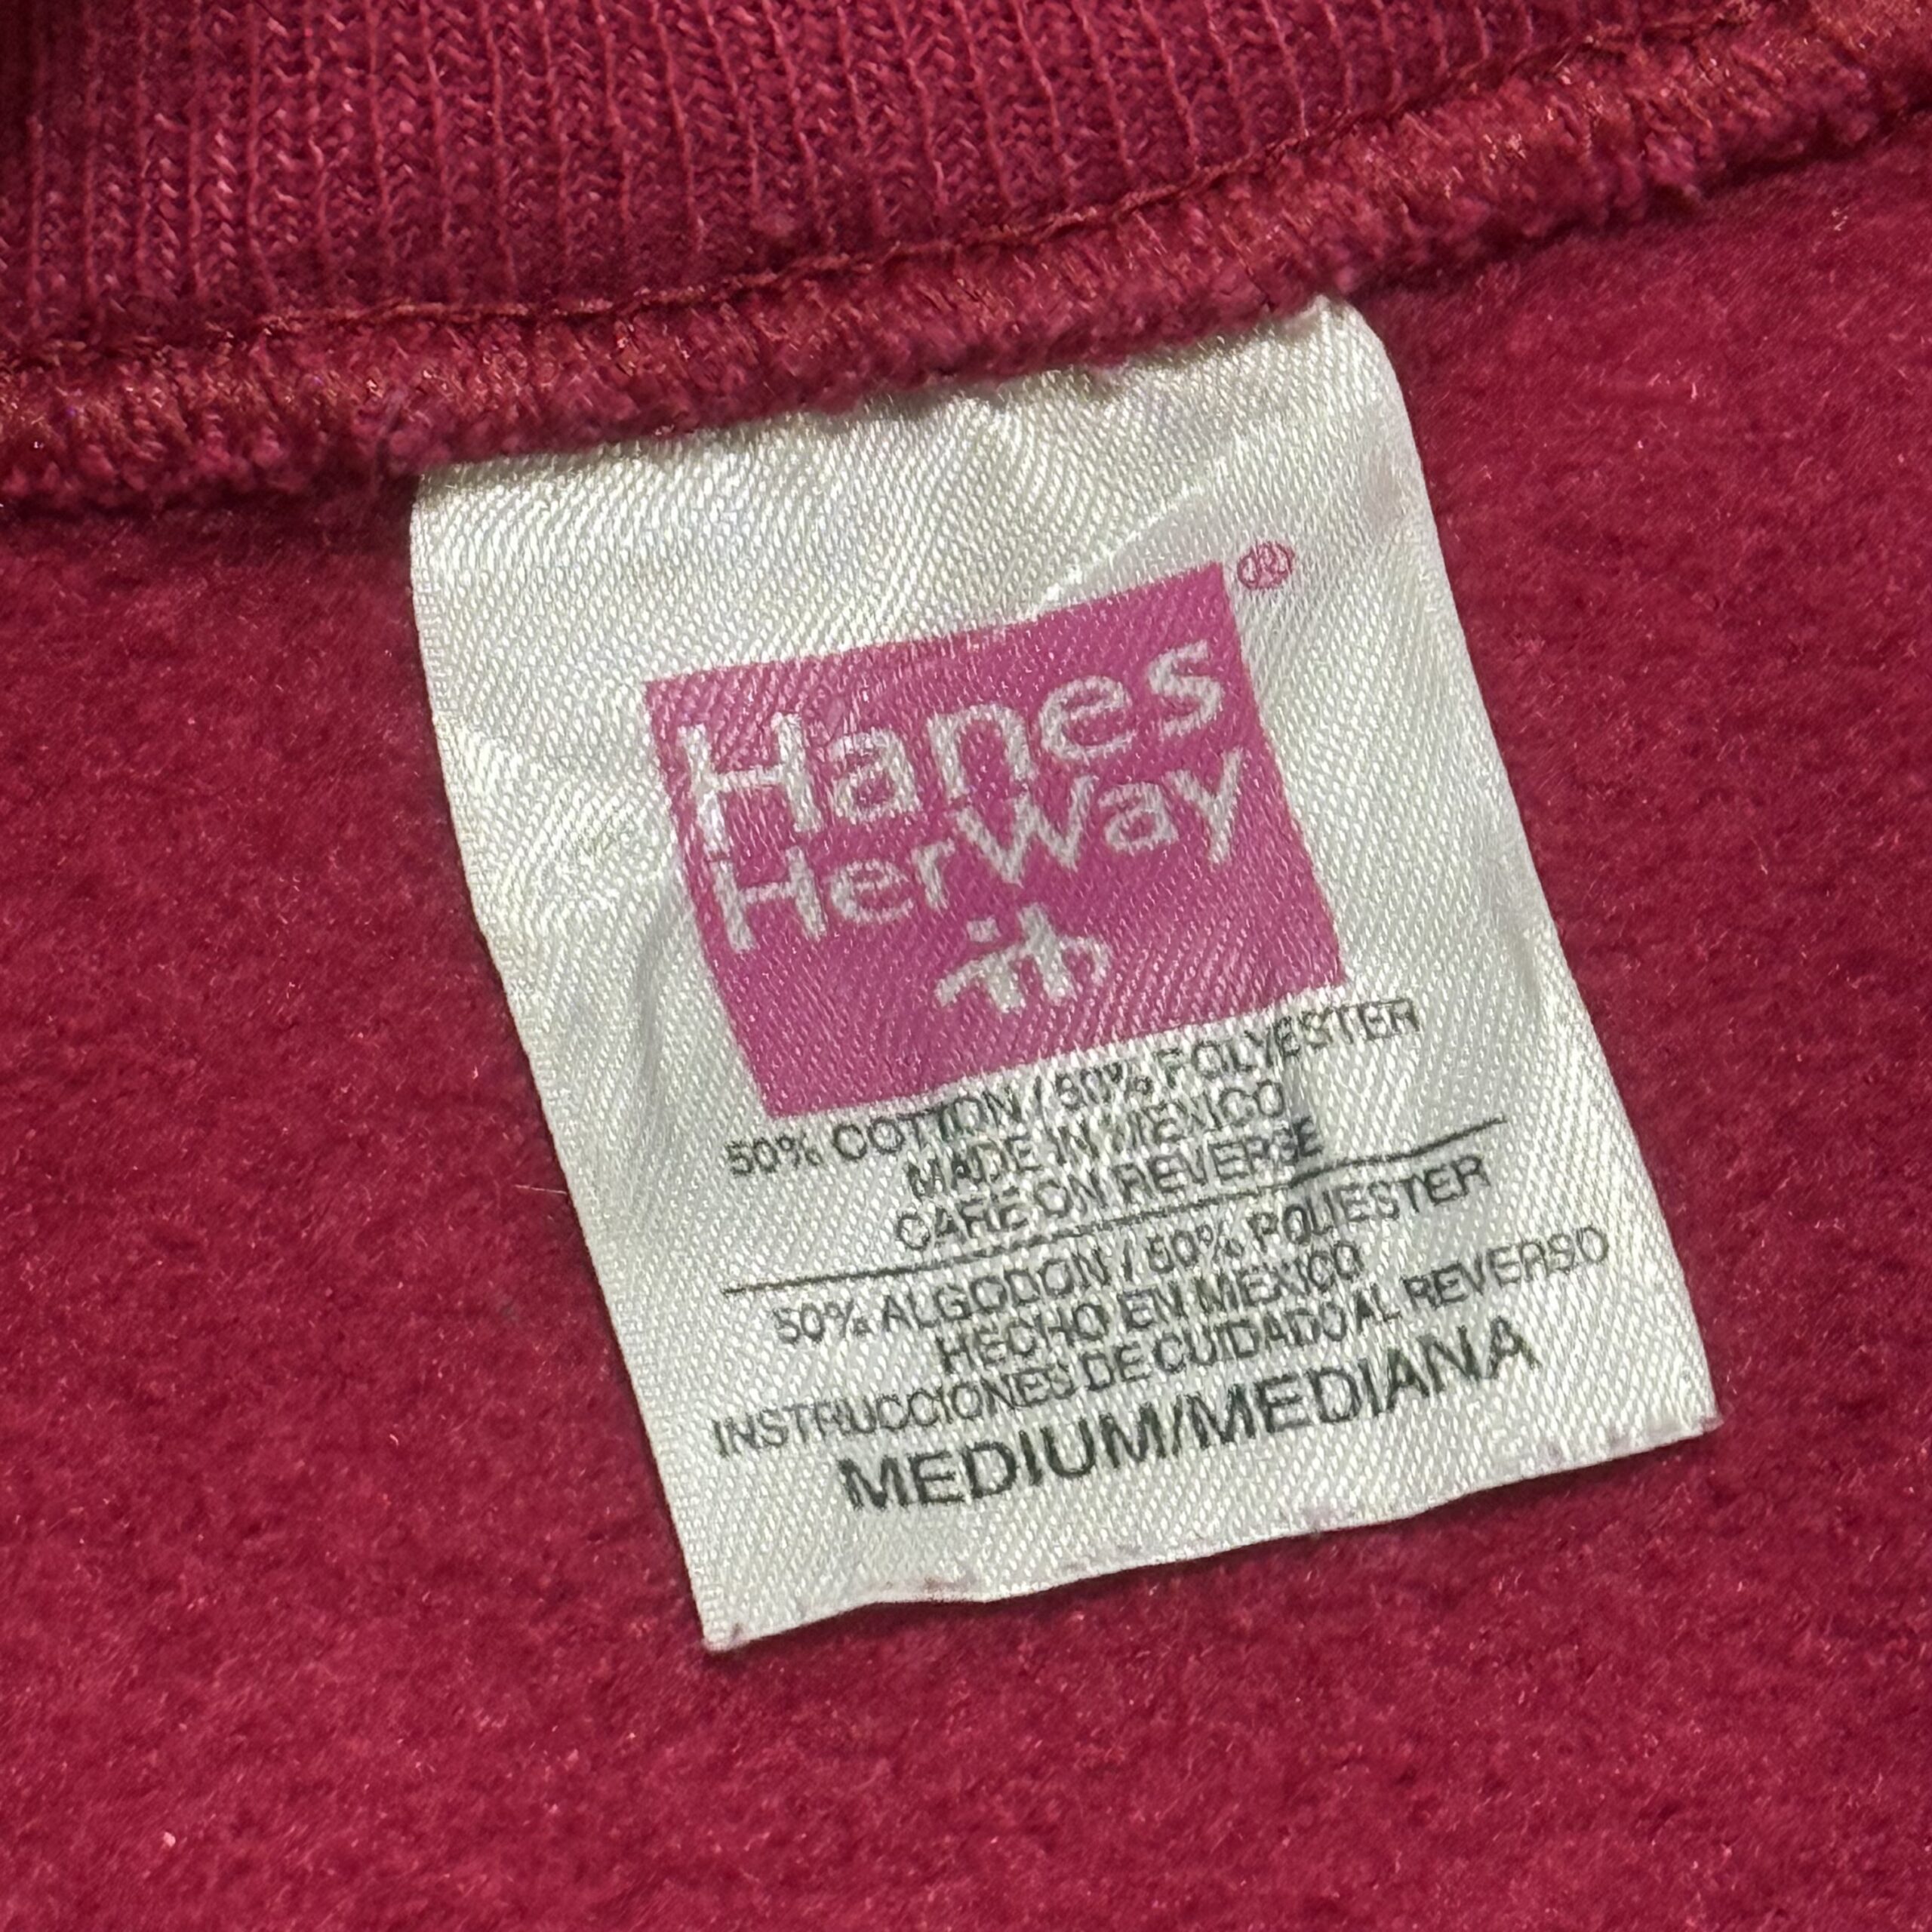 ®
Hanes
HerWay
50% COTTON / 50% POLYESTER
MADE IN MEXICO
CARE ON REVERSE
50% ALGODON / 50% POLIESTER
HECHO EN MEXICO
INSTRUCCIONES DE CUIDADO AL REVERSO
MEDIUM/MEDIANA